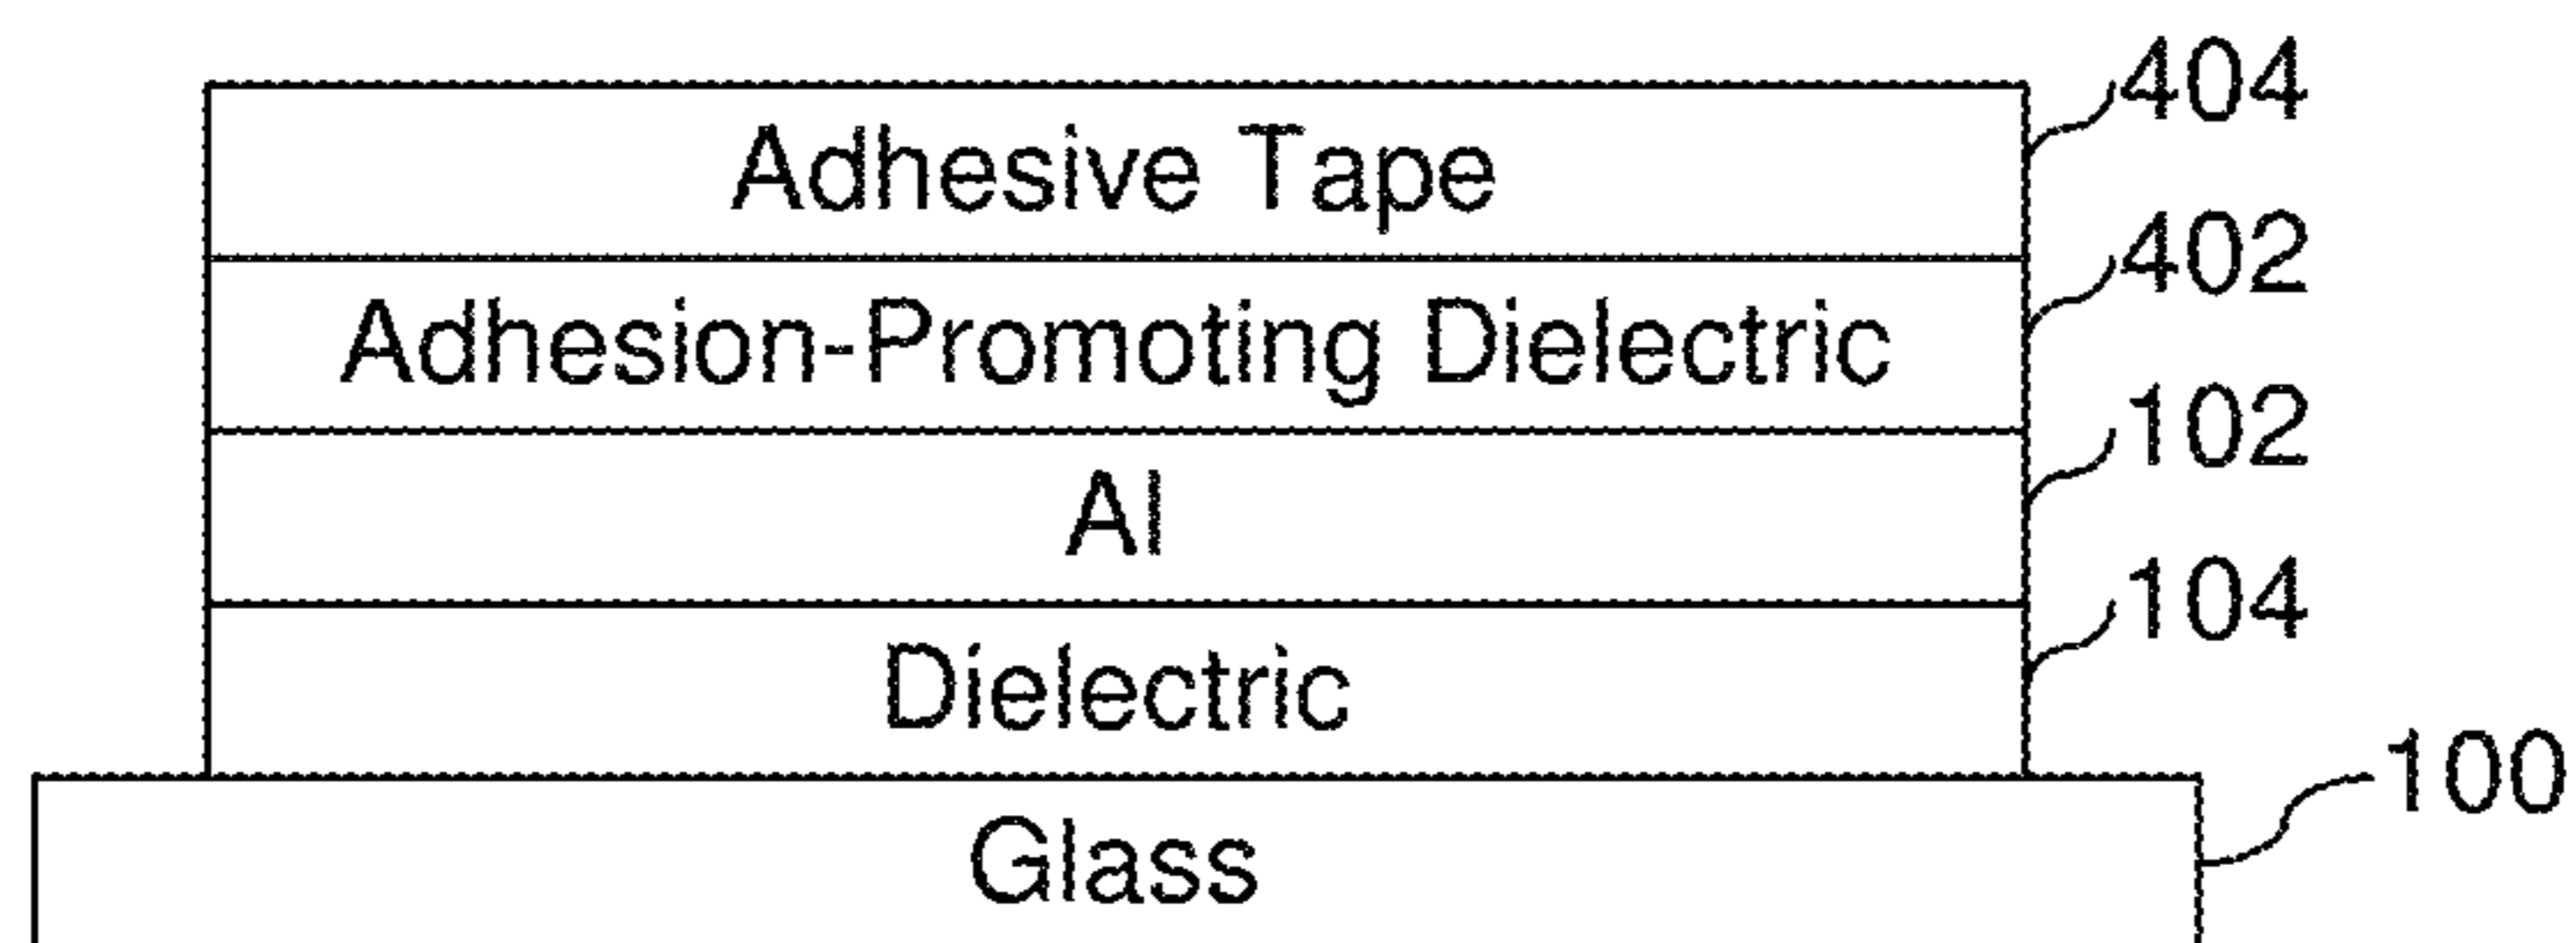 404
Adhesive Tape
402
Adhesion-Promoting Dielectric
102
Al
104
Dielectric
100
Glass